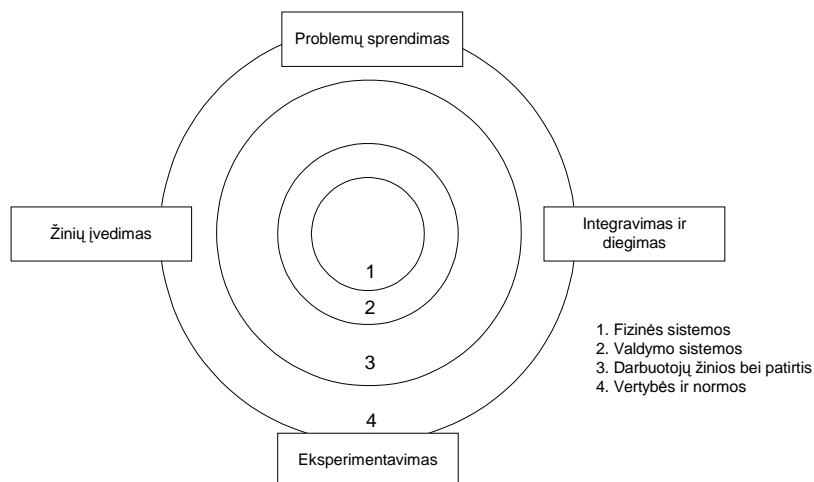 Problemų sprendimas
Žinių įvedimas
Integravimas ir
diegimas
1
2
3
4
1. Fizinės sistemos
2. Valdymo sistemos
3. Darbuotojų žinios bei patirtis
4. Vertybės ir normos
Eksperimentavimas